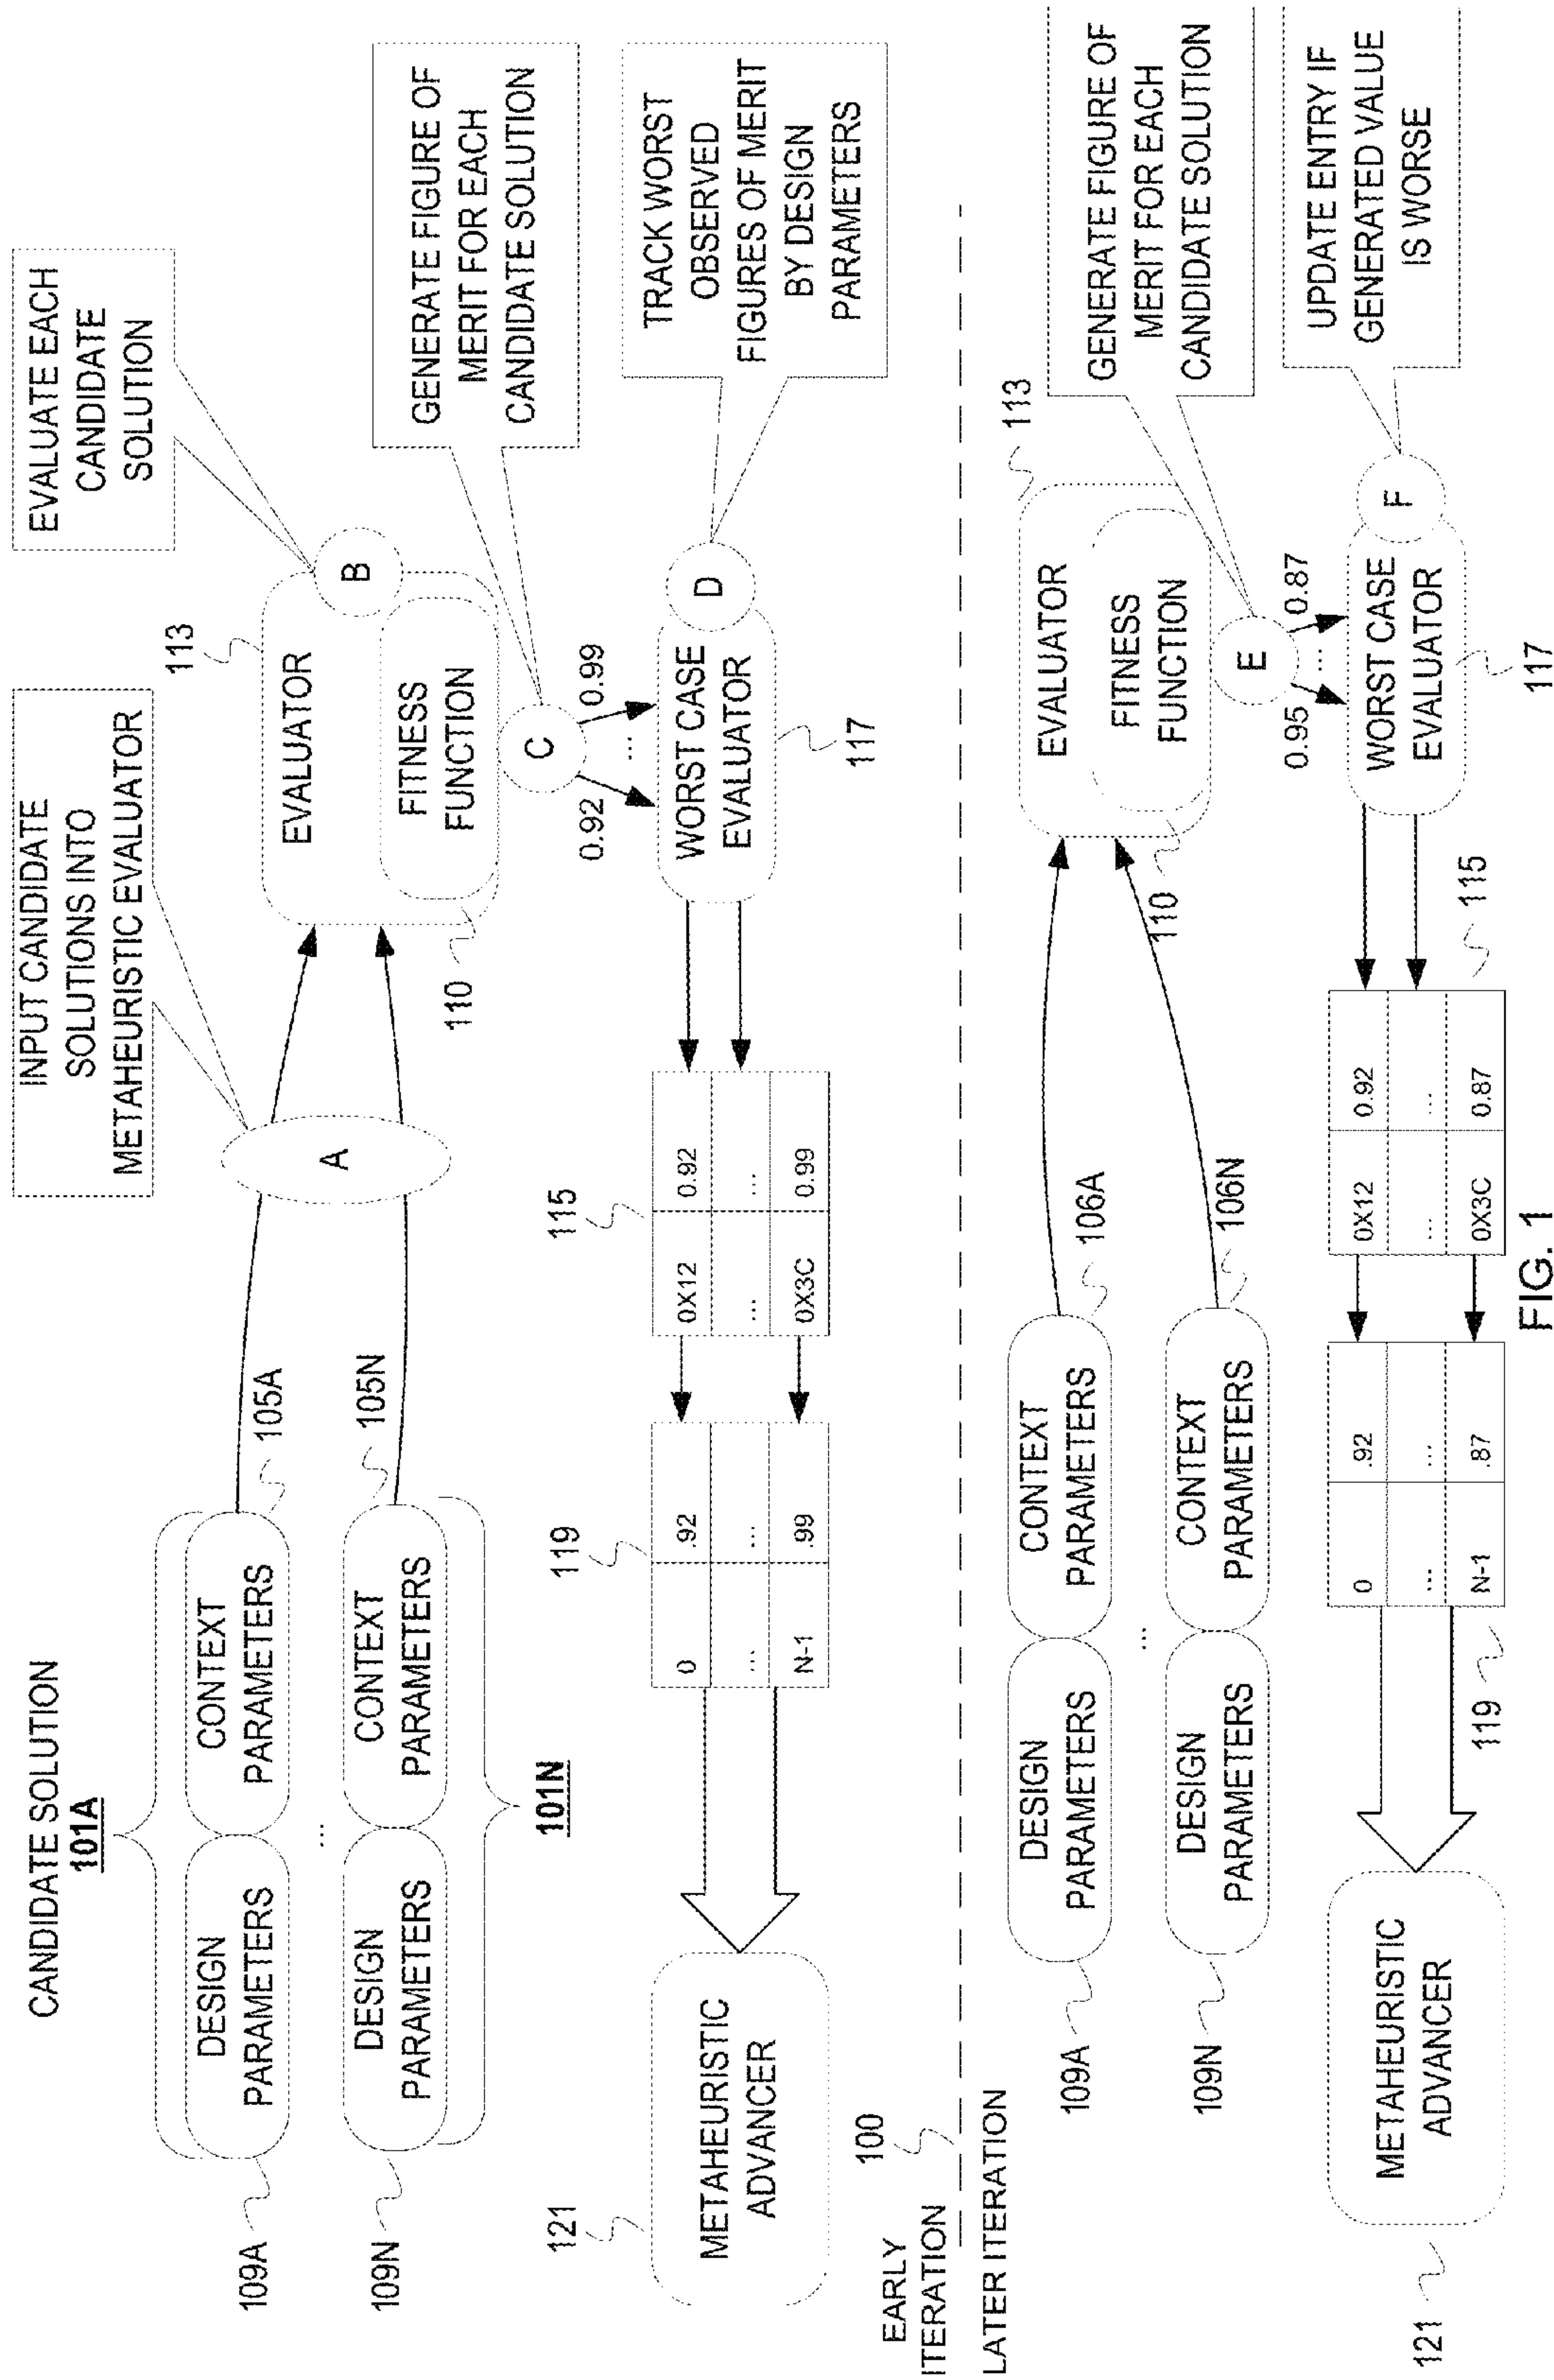 CANDIDATE SOLUTION
101A
DESIGN
PARAMETERS
CONTEXT
PARAMETERS
109A
105A
...
DESIGN
PARAMETERS
CONTEXT
PARAMETERS
109N
105N
101N
INPUT CANDIDATE
SOLUTIONS INTO
METAHEURISTIC EVALUATOR
A
EVALUATE EACH
CANDIDATE
SOLUTION
B
113
EVALUATOR
FITNESS
FUNCTION
110
GENERATE FIGURE OF
MERIT FOR EACH
CANDIDATE SOLUTION
C
0.92
...
0.99
WORST CASE
EVALUATOR
117
D
TRACK WORST
OBSERVED
FIGURES OF MERIT
BY DESIGN
PARAMETERS
115
0X12
0.92
...
...
0X3C
0.99
119
0
.92
...
...
N-1
.99
121
METAHEURISTIC
ADVANCER
100
EARLY
ITERATION
LATER ITERATION
DESIGN
PARAMETERS
CONTEXT
PARAMETERS
109A
106A
...
DESIGN
PARAMETERS
CONTEXT
PARAMETERS
109N
106N
113
EVALUATOR
FITNESS
FUNCTION
110
GENERATE FIGURE OF
MERIT FOR EACH
CANDIDATE SOLUTION
E
0.95
...
0.87
WORST CASE
EVALUATOR
117
F
UPDATE ENTRY IF
GENERATED VALUE
IS WORSE
115
0X12
0.92
...
...
0X3C
0.87
0
.92
...
...
N-1
.87
119
METAHEURISTIC
ADVANCER
121
FIG. 1